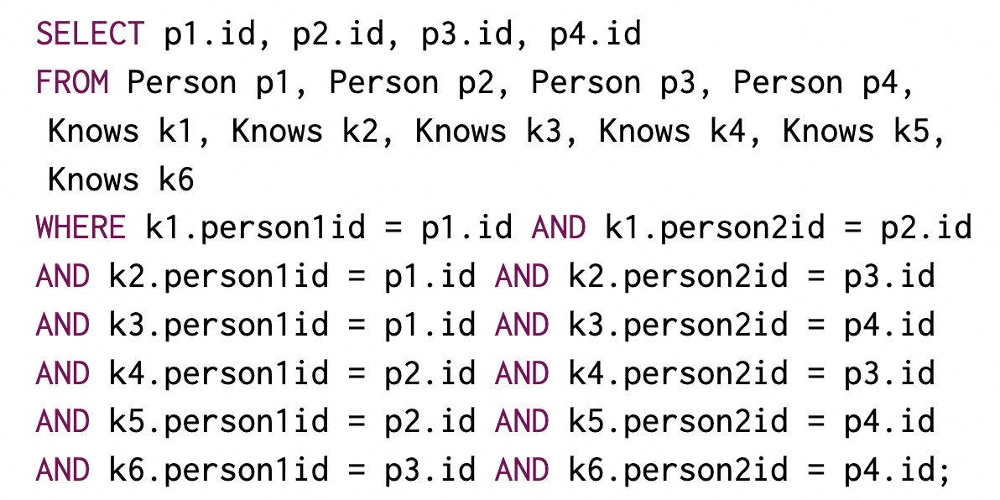 SELECT p1.id, p2.id, p3.id, p4.id
FROM Person p1, Person p2, Person p3, Person p4,
Knows k1, Knows k2, Knows k3, Knows k4, Knows k5,
Knows k6
WHERE k1.person1id = p1.id AND k1.person2id = p2.id
AND k2.person1id = p1.id AND k2.person2id = p3.id
AND k3.person1id = p1.id AND k3.person2id = p4.id
AND k4.person1id = p2.id AND k4.person2id = p3.id
AND k5.person1id = p2.id AND k5.person2id = p4.id
AND k6.person1id = p3.id AND k6.person2id = p4.id;